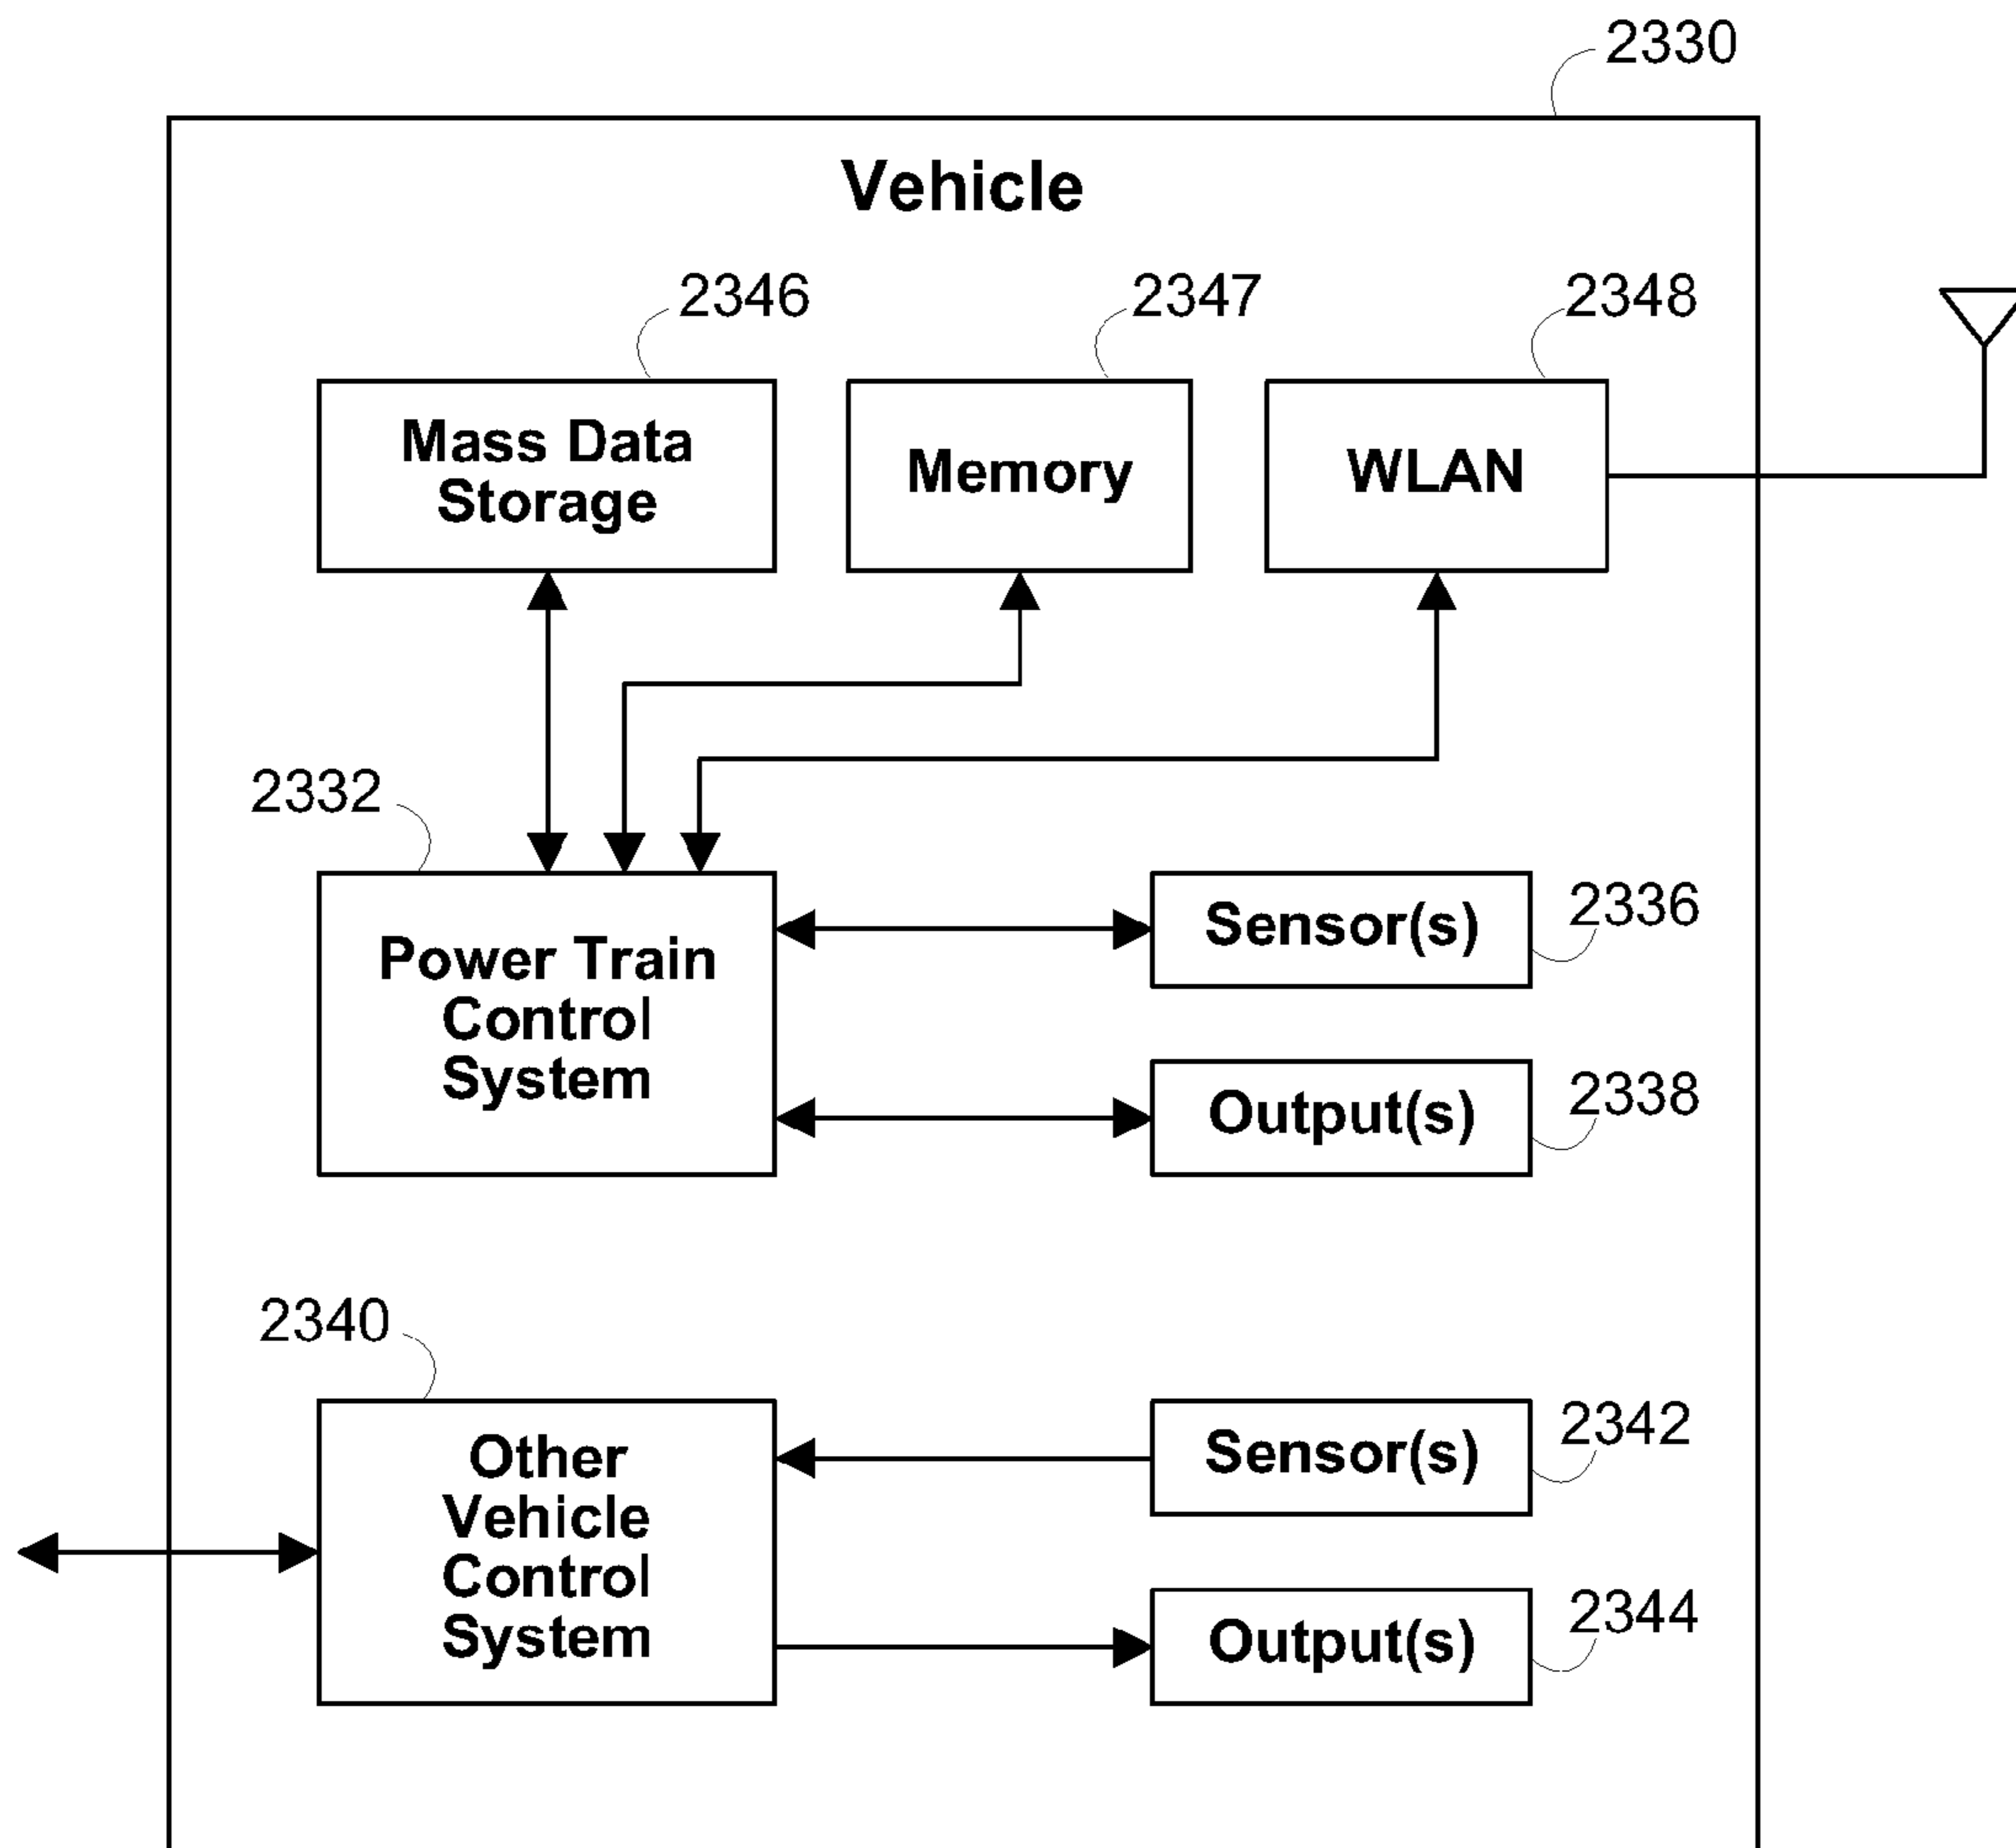 2330
Vehicle
2346
2347
2348
Mass Data
Storage
Memory
WLAN
2332
Power Train
Control
System
Sensor(s)
2336
Output(s)
2338
2340
Other
Vehicle
Control
System
Sensor(s)
2342
Output(s)
2344